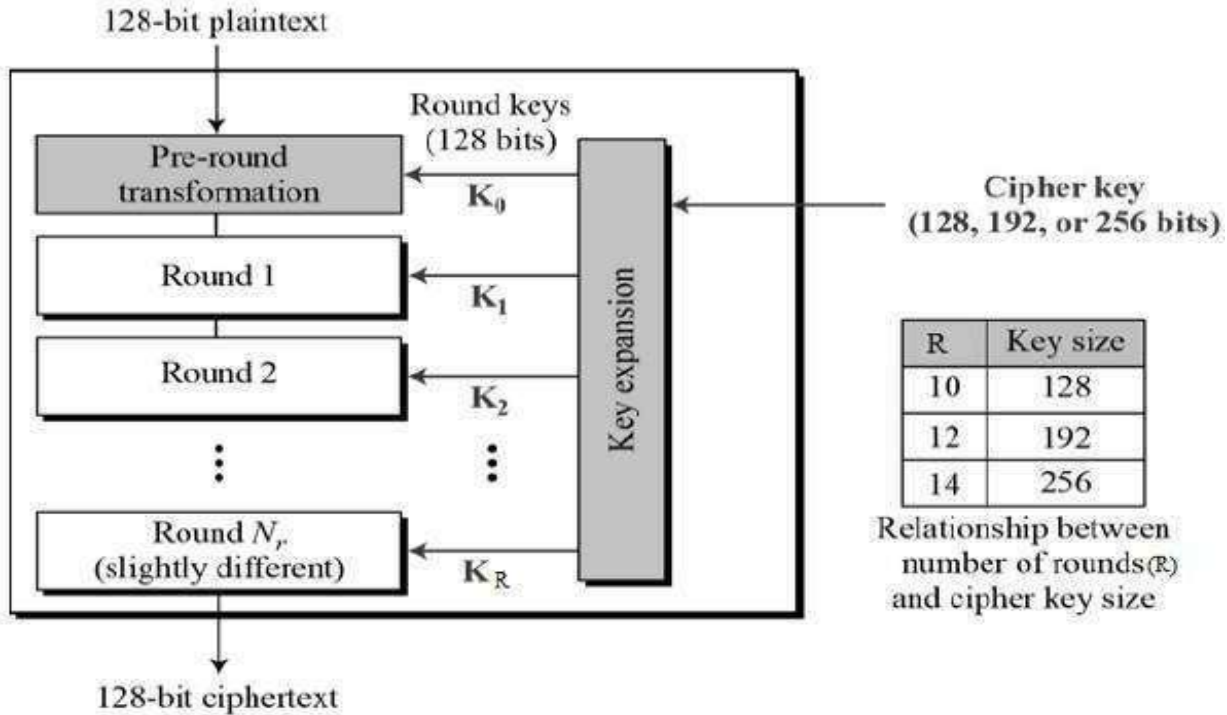 128-bit plaintext
Round keys
(128 bits)
Pre-round
transformation
K₀
Cipher key
(128, 192, or 256 bits)
Round 1
K₁
Key expansion
Round 2
K₂
R Key size
10 128
12 192
14 256
Relationship between
number of rounds(R)
and cipher key size
Round Nᵣ
(slightly different)
K R
128-bit ciphertext